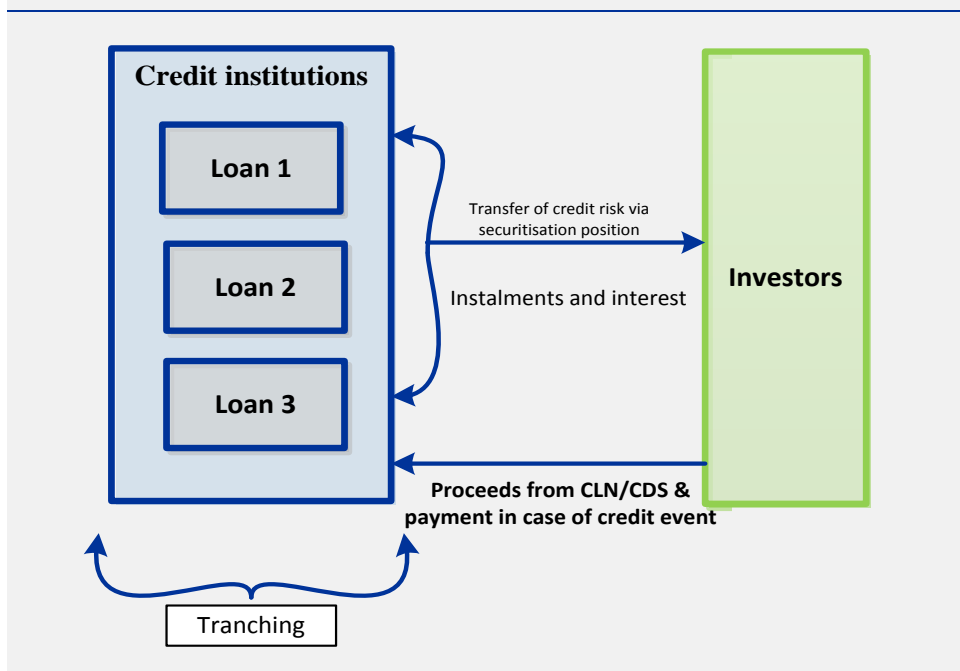 Credit institutions
Loan 1
Loan 2
Loan 3
Transfer of credit risk via
securitisation position
Instalments and interest
Investors
Proceeds from CLN/CDS &
payment in case of credit event
Tranching